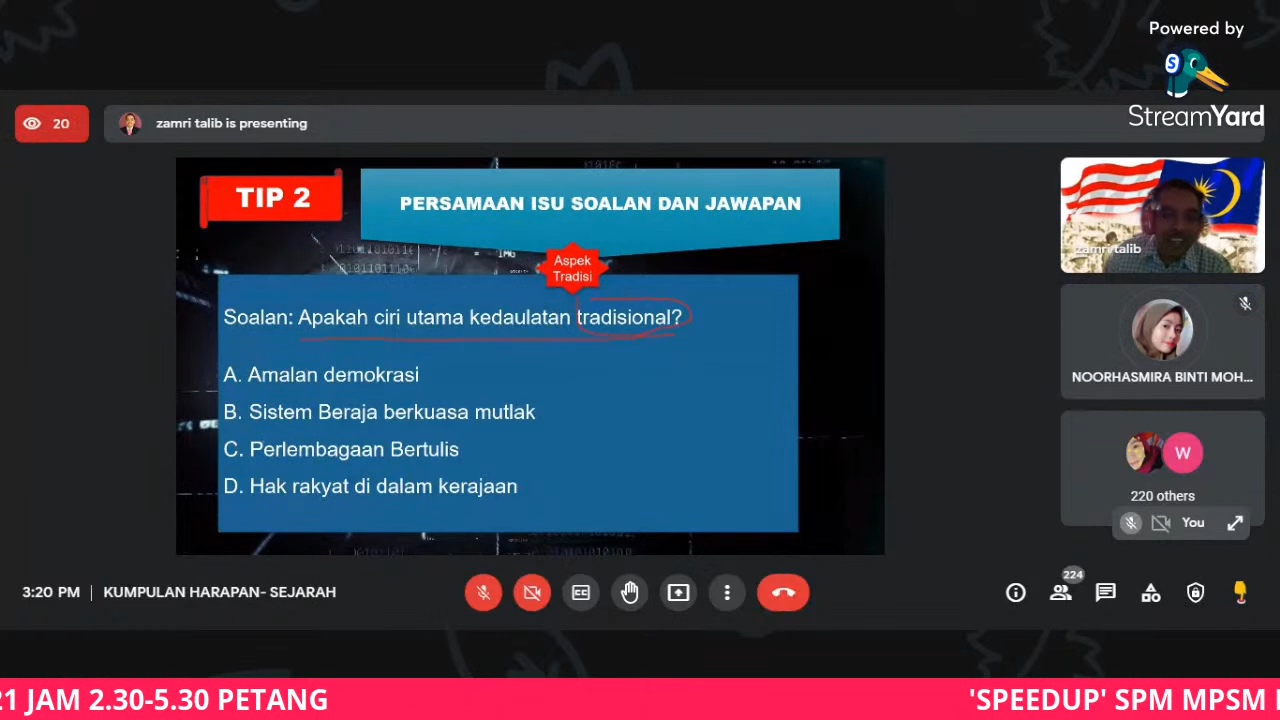 Powered by
StreamYard
20
zamri talib is presenting
TIP 2
PERSAMAAN ISU SOALAN DAN JAWAPAN
Aspek
Tradisi
Soalan: Apakah ciri utama kedaulatan tradisional?
A. Amalan demokrasi
B. Sistem Beraja berkuasa mutlak
C. Perlembagaan Bertulis
D. Hak rakyat di dalam kerajaan
zamri talib
NOORHASMIRA BINTI MOH...
W
220 others
You
3:20 PM | KUMPULAN HARAPAN- SEJARAH
224
21 JAM 2.30-5.30 PETANG
'SPEEDUP' SPM MPSM